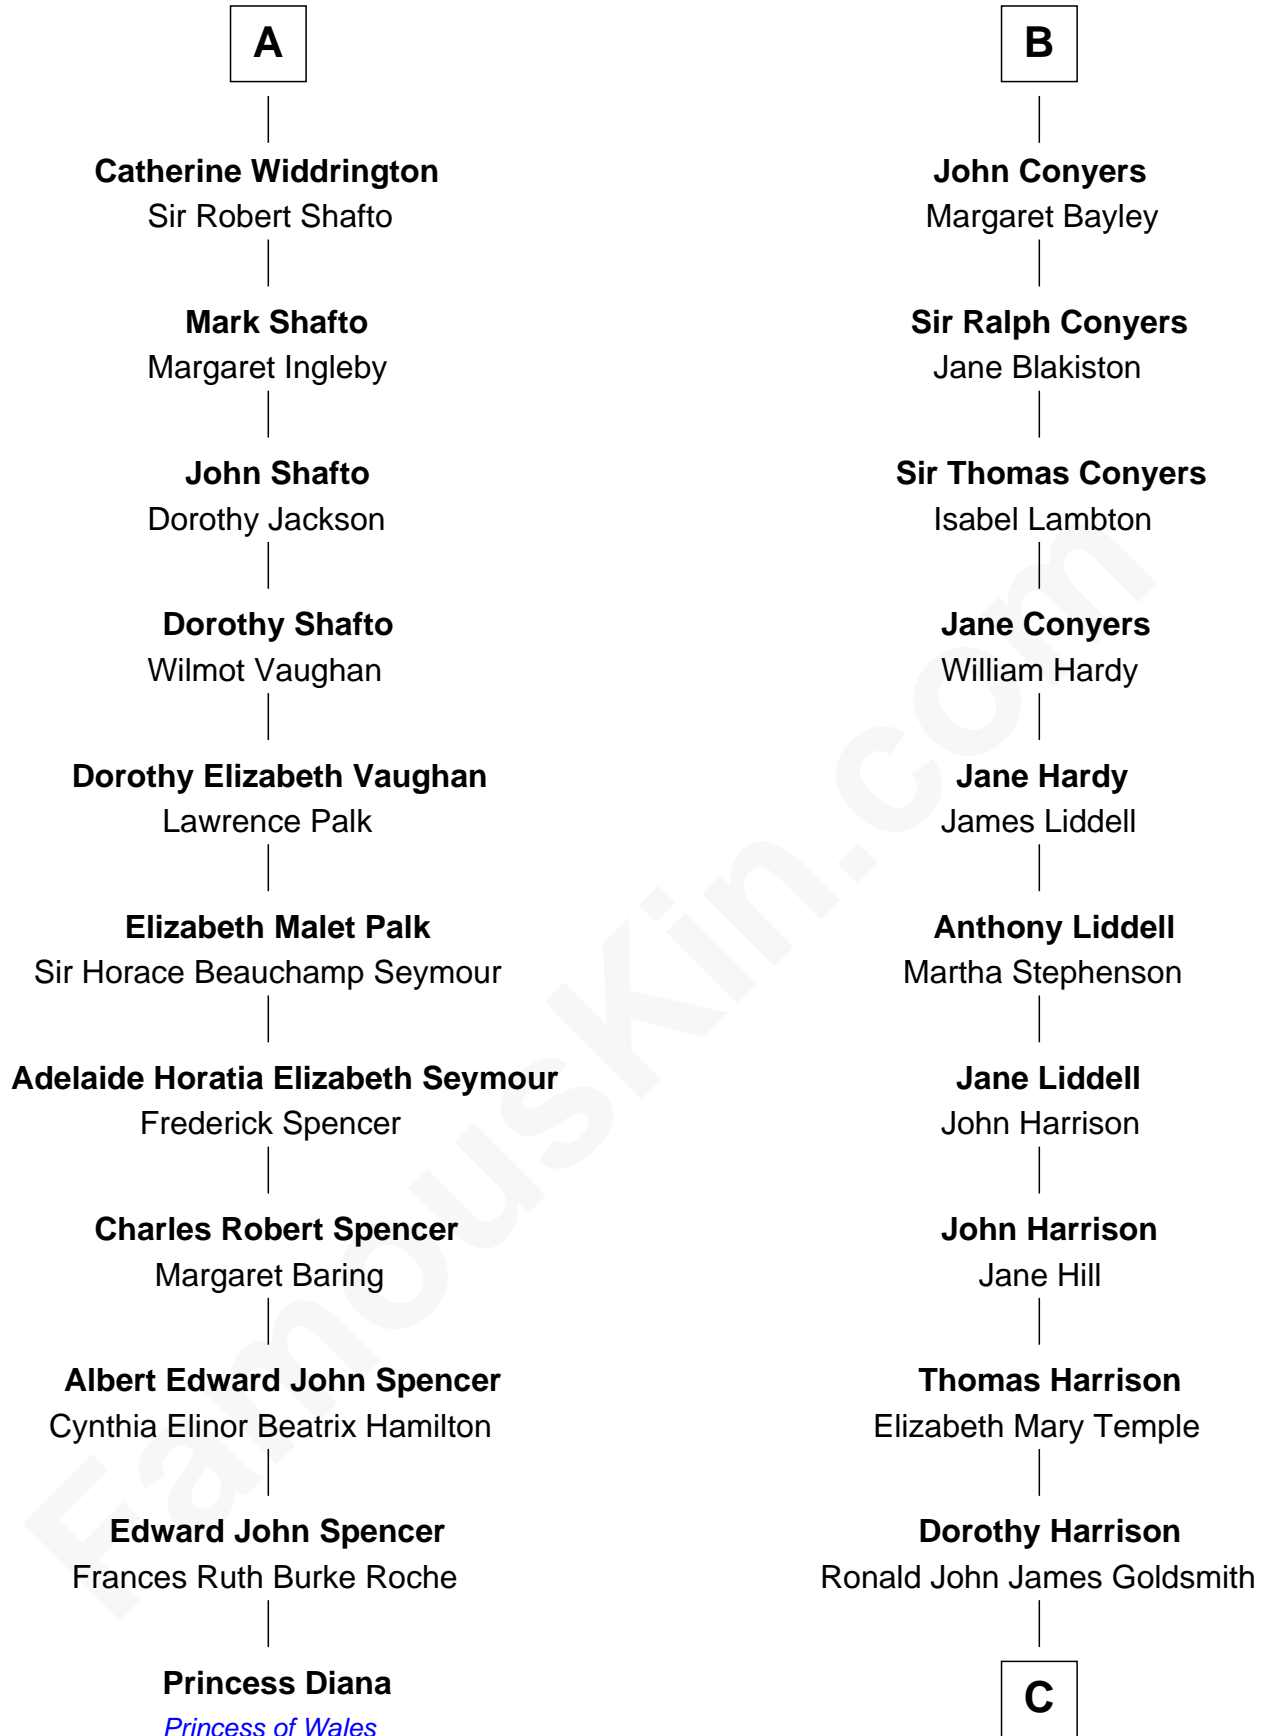 A
Catherine Widdrington
Sir Robert Shafto
Mark Shafto
Margaret Ingleby
John Shafto
Dorothy Jackson
Dorothy Shafto
Wilmot Vaughan
Dorothy Elizabeth Vaughan
Lawrence Palk
Elizabeth Malet Palk
Sir Horace Beauchamp Seymour
Adelaide Horatia Elizabeth Seymour
Frederick Spencer
Charles Robert Spencer
Margaret Baring
Albert Edward John Spencer
Cynthia Elinor Beatrix Hamilton
Edward John Spencer
Frances Ruth Burke Roche
Princess Diana
Princess of Wales
B
John Conyers
Margaret Bayley
Sir Ralph Conyers
Jane Blakiston
Sir Thomas Conyers
Isabel Lambton
Jane Conyers
William Hardy
Jane Hardy
James Liddell
Anthony Liddell
Martha Stephenson
Jane Liddell
John Harrison
John Harrison
Jane Hill
Thomas Harrison
Elizabeth Mary Temple
Dorothy Harrison
Ronald John James Goldsmith
C
FamousKin.com